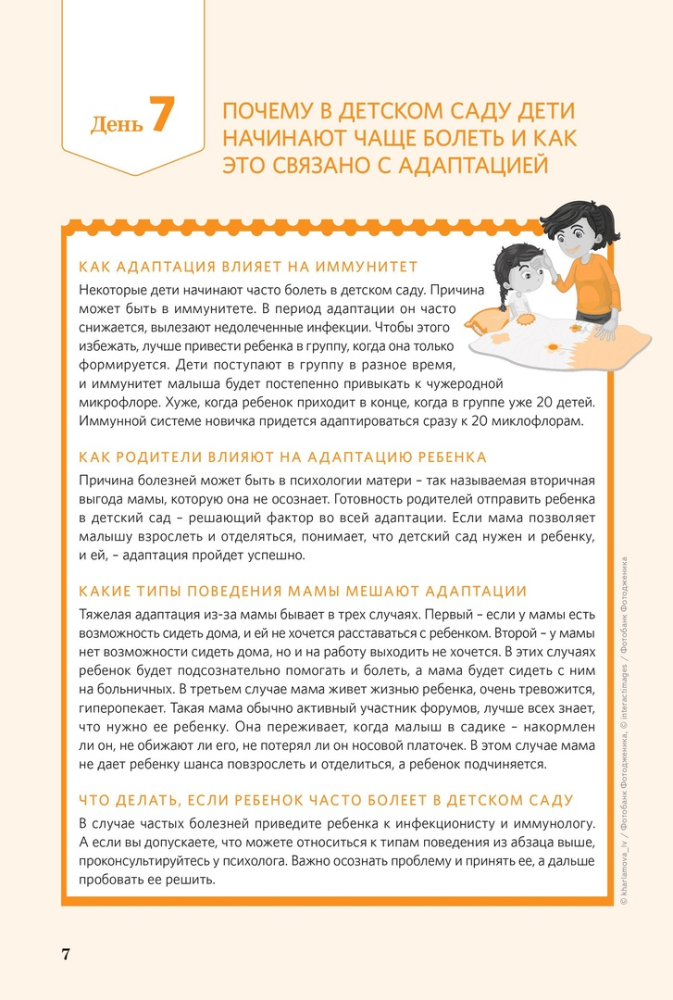 День 7
ПОЧЕМУ В ДЕТСКОМ САДУ ДЕТИ
НАЧИНАЮТ ЧАЩЕ БОЛЕТЬ И КАК
ЭТО СВЯЗАНО С АДАПТАЦИЕЙ
КАК АДАПТАЦИЯ ВЛИЯЕТ НА ИММУНИТЕТ
Некоторые дети начинают часто болеть в детском саду. Причина
может быть в иммунитете. В период адаптации он часто
снижается, вылезают недолеченные инфекции. Чтобы этого
избежать, лучше привести ребенка в группу, когда она только
формируется. Дети поступают в группу в разное время,
и иммунитет малыша будет постепенно привыкать к чужеродной
микрофлоре. Хуже, когда ребенок приходит в конце, когда в группе уже 20 детей.
Иммунной системе новичка придется адаптироваться сразу к 20 миклофлорам.
КАК РОДИТЕЛИ ВЛИЯЮТ НА АДАПТАЦИЮ РЕБЕНКА
Причина болезней может быть в психологии матери – так называемая вторичная
выгода мамы, которую она не осознает. Готовность родителей отправить ребенка
в детский сад – решающий фактор во всей адаптации. Если мама позволяет
малышу взрослеть и отделяться, понимает, что детский сад нужен и ребенку,
и ей, – адаптация пройдет успешно.
КАКИЕ ТИПЫ ПОВЕДЕНИЯ МАМЫ МЕШАЮТ АДАПТАЦИИ
Тяжелая адаптация из-за мамы бывает в трех случаях. Первый – если у мамы есть
возможность сидеть дома, и ей не хочется расставаться с ребенком. Второй – у мамы
нет возможности сидеть дома, но и на работу выходить не хочется. В этих случаях
ребенок будет подсознательно помогать и болеть, а мама будет сидеть с ним
на больничных. В третьем случае мама живет жизнью ребенка, очень тревожится,
гиперопекает. Такая мама обычно активный участник форумов, лучше всех знает,
что нужно ее ребенку. Она переживает, когда малыш в садике – накормлен
ли он, не обижают ли его, не потерял ли он носовой платочек. В этом случае мама
не дает ребенку шанса повзрослеть и отделиться, а ребенок подчиняется.
ЧТО ДЕЛАТЬ, ЕСЛИ РЕБЕНОК ЧАСТО БОЛЕЕТ В ДЕТСКОМ САДУ
В случае частых болезней приведите ребенка к инфекционисту и иммунологу.
А если вы допускаете, что можете относиться к типам поведения из абзаца выше,
проконсультируйтесь у психолога. Важно осознать проблему и принять ее, а дальше
пробовать ее решить.
© kharlamova_lv / Фотобанк Фотодженика, © interactimages / Фотобанк Фотодженика
7